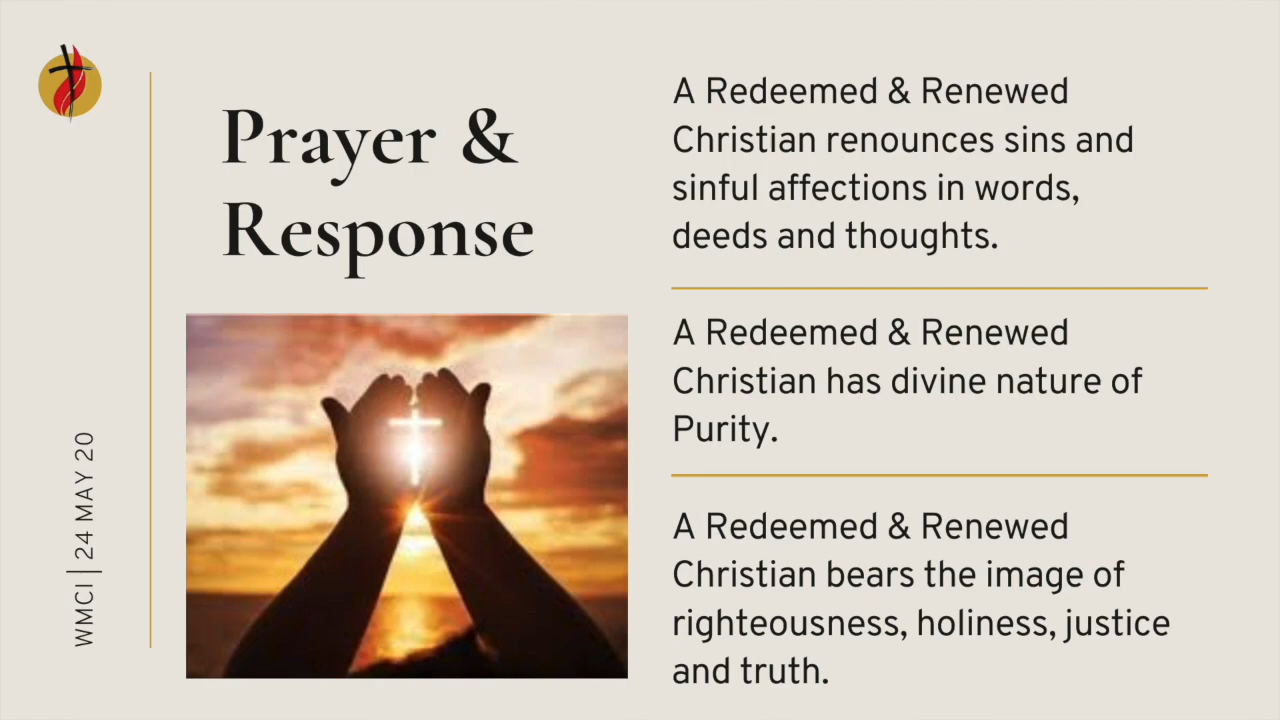 Prayer &
Response
A Redeemed & Renewed
Christian renounces sins and
sinful affections in words,
deeds and thoughts.
A Redeemed & Renewed
Christian has divine nature of
Purity.
A Redeemed & Renewed
Christian bears the image of
righteousness, holiness, justice
and truth.
WMCI | 24 MAY 20